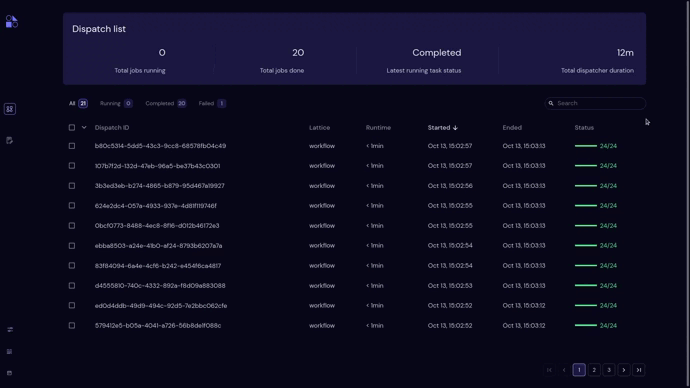 Dispatch list
0 20 Completed 12m
Total jobs running Total jobs done Latest running task status Total dispatcher duration
All 21 Running 0 Completed 20 Failed 1 Search
Dispatch ID Lattice Runtime Started Ended Status
b80c5314-5dd5-43c3-9cc8-68578fb04c49 workflow < 1min Oct 13, 15:02:57 Oct 13, 15:03:13 24/24
107b7f2d-132d-47eb-96a5-be37b43c0301 workflow < 1min Oct 13, 15:02:57 Oct 13, 15:03:13 24/24
3b3ed3eb-b274-4865-b879-95d467a19927 workflow < 1min Oct 13, 15:02:56 Oct 13, 15:03:13 24/24
624e2dc4-057a-4933-937e-4d81f119746f workflow < 1min Oct 13, 15:02:55 Oct 13, 15:03:13 24/24
0bcf0773-8488-4ec8-8f16-d012b46172e3 workflow < 1min Oct 13, 15:02:55 Oct 13, 15:03:13 24/24
ebba8503-a24e-41b0-af24-8793b6207a7a workflow < 1min Oct 13, 15:02:54 Oct 13, 15:03:13 24/24
83f84094-6a4e-4cf6-b242-e454f6ca4817 workflow < 1min Oct 13, 15:02:54 Oct 13, 15:03:13 24/24
d4555810-740c-4332-892a-f8d09a883088 workflow < 1min Oct 13, 15:02:53 Oct 13, 15:03:13 24/24
ed0d4ddb-49d9-494c-92d5-7e2bbc062cfe workflow < 1min Oct 13, 15:02:52 Oct 13, 15:03:12 24/24
579412e5-b05a-4041-a726-56b8de1f088c workflow < 1min Oct 13, 15:02:52 Oct 13, 15:03:12 24/24
1 2 3